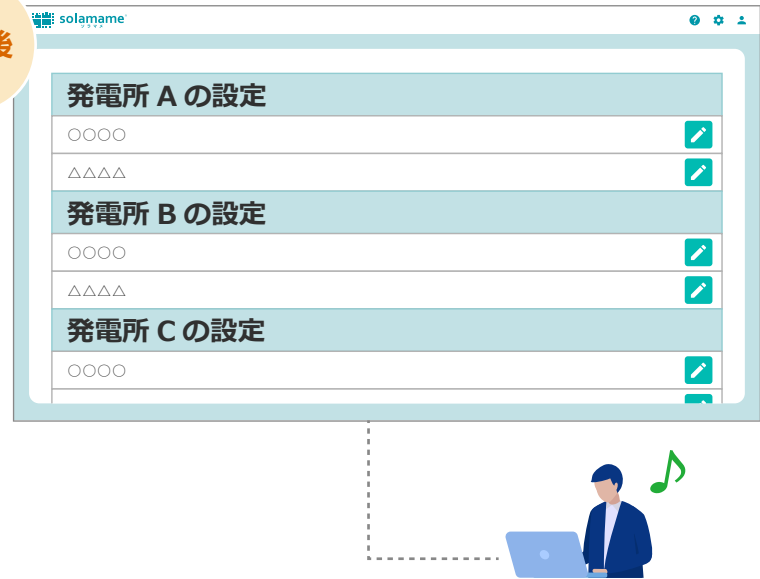 後
solamame
ソラマメ
発電所 A の設定
○○○○
△△△△
発電所 B の設定
○○○○
△△△△
発電所 C の設定
○○○○